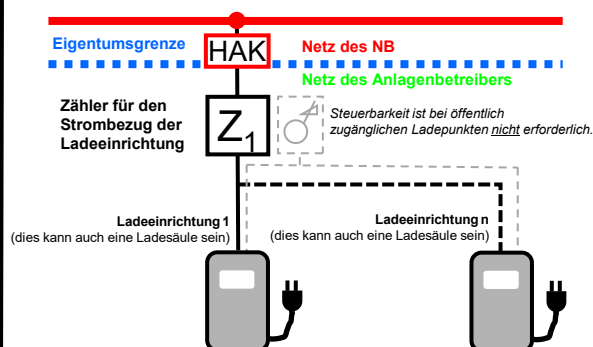 Eigentumsgrenze
HAK
Netz des NB
Netz des Anlagenbetreibers
Zähler für den
Strombezug der
Ladeeinrichtung
Z1
Steuerbarkeit ist bei öffentlich
zugänglichen Ladepunkten nicht erforderlich.
Ladeeinrichtung 1
(dies kann auch eine Ladesäule sein)
Ladeeinrichtung n
(dies kann auch eine Ladesäule sein)